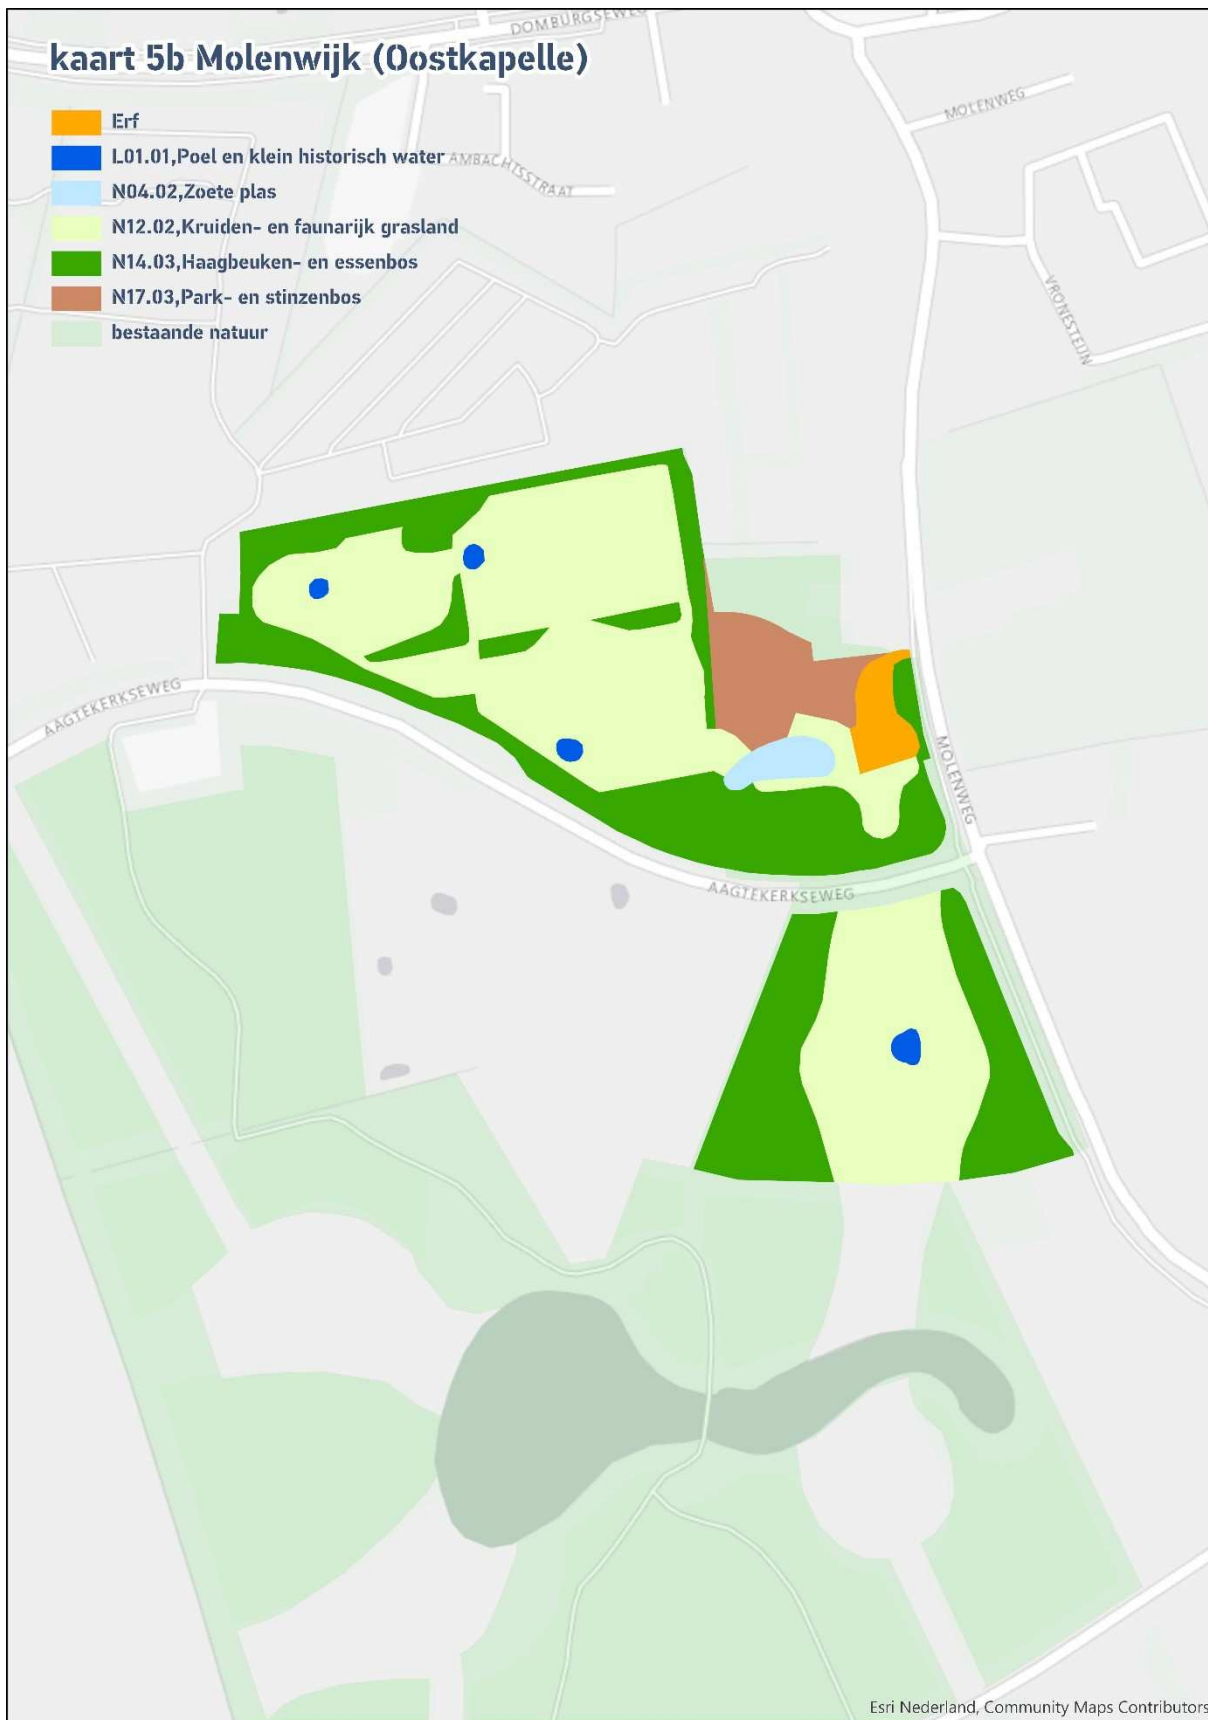 DOMBURGSEWEG
kaart 5b Molenwijk (Oostkapelle)
Erf
L01.01,Poel en klein historisch water
N04.02,Zoete plas
N12.02,Kruiden- en faunarijk grasland
N14.03,Haagbeuken- en essenbos
N17.03,Park- en stinzenbos
bestaande natuur
AMBACHTSSTRAAT
MOLENWEG
VRONESTEIJN
AAGTEKERKSEWEG
MOLENWEG
AAGTEKERKSEWEG
Esri Nederland, Community Maps Contributors